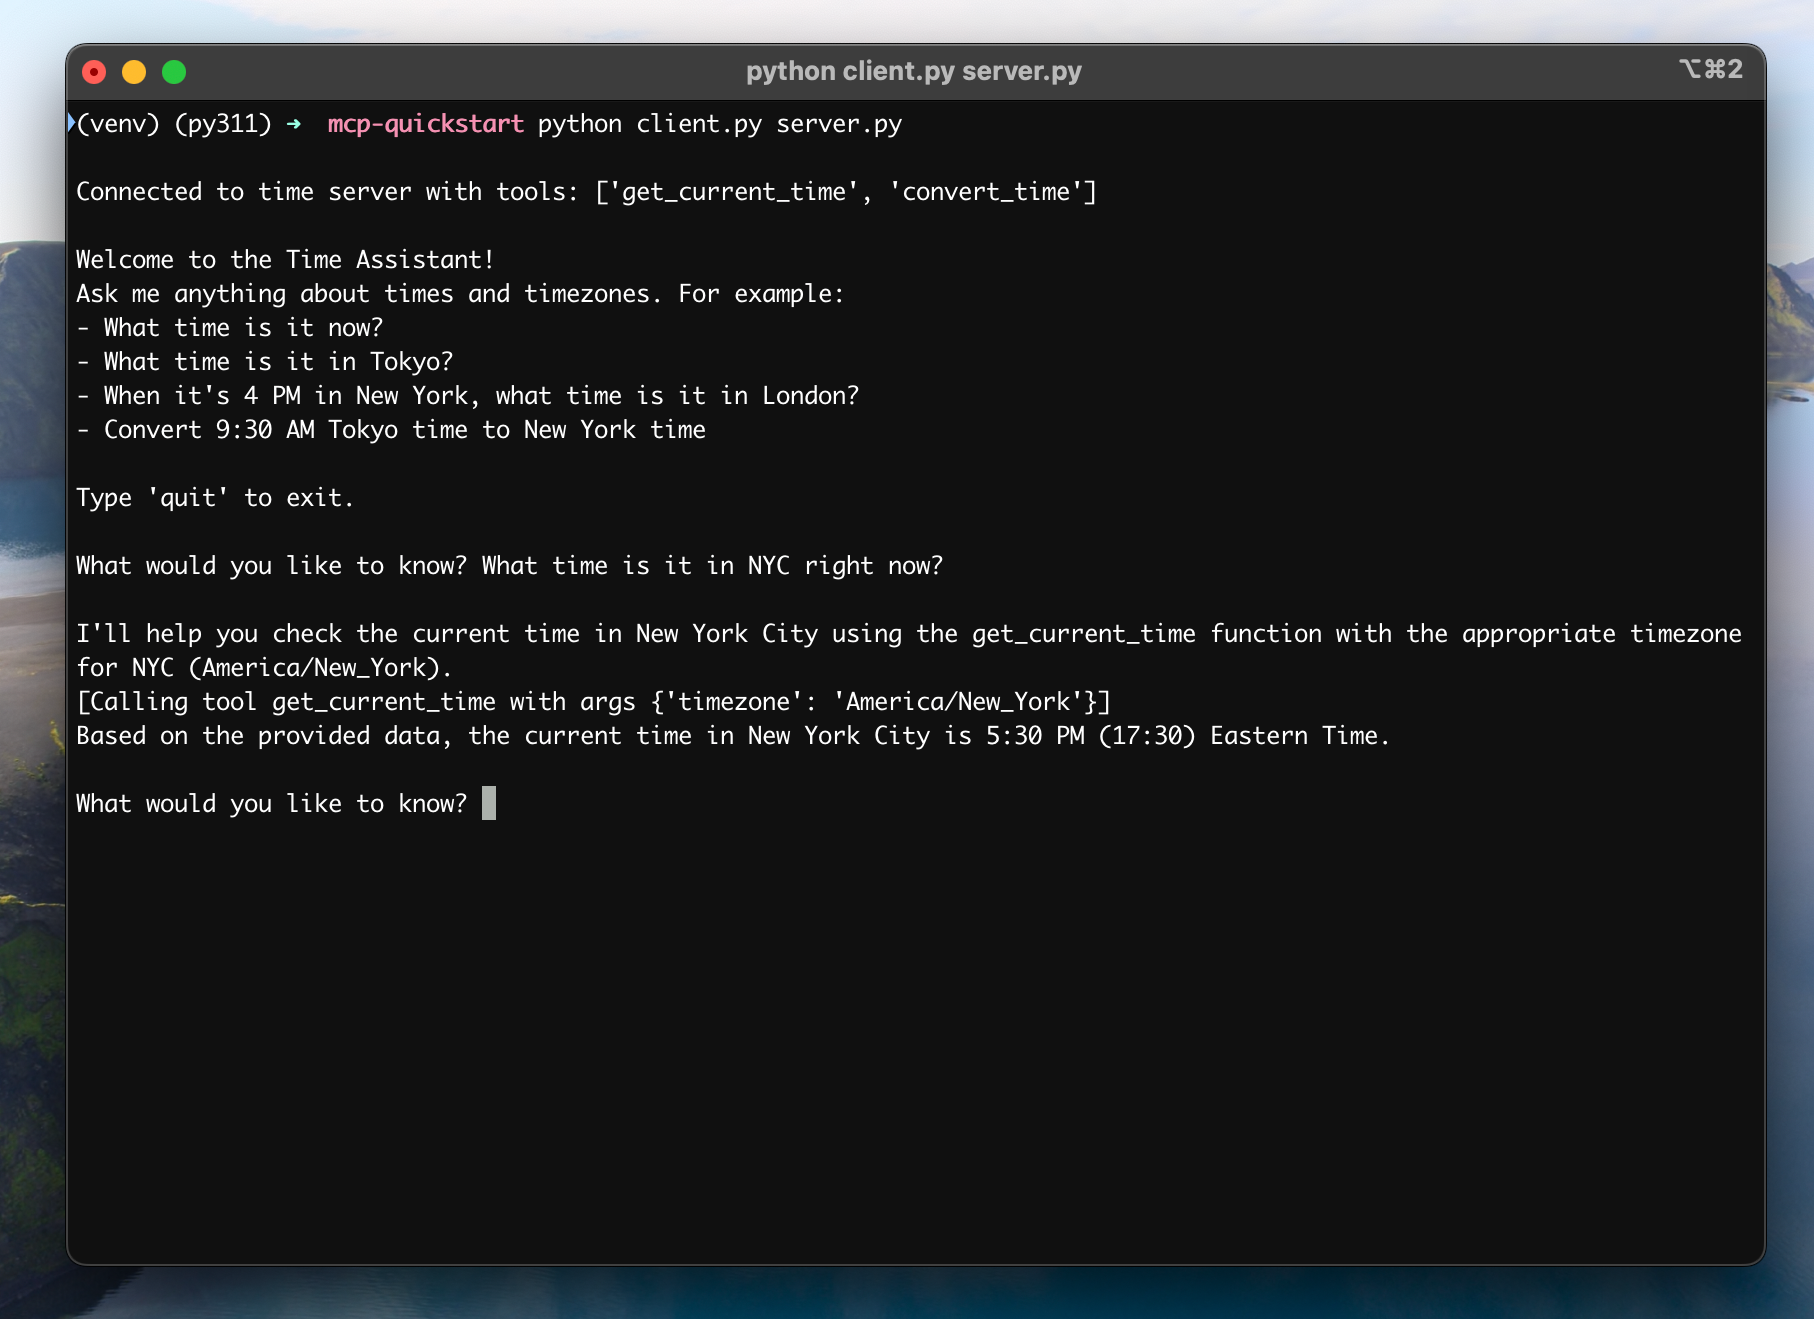 python client.py server.py
⌥⌘2
(venv) (py311) ➜  mcp-quickstart python client.py server.py
Connected to time server with tools: ['get_current_time', 'convert_time']
Welcome to the Time Assistant!
Ask me anything about times and timezones. For example:
- What time is it now?
- What time is it in Tokyo?
- When it's 4 PM in New York, what time is it in London?
- Convert 9:30 AM Tokyo time to New York time
Type 'quit' to exit.
What would you like to know? What time is it in NYC right now?
I'll help you check the current time in New York City using the get_current_time function with the appropriate timezone
for NYC (America/New_York).
[Calling tool get_current_time with args {'timezone': 'America/New_York'}]
Based on the provided data, the current time in New York City is 5:30 PM (17:30) Eastern Time.
What would you like to know?